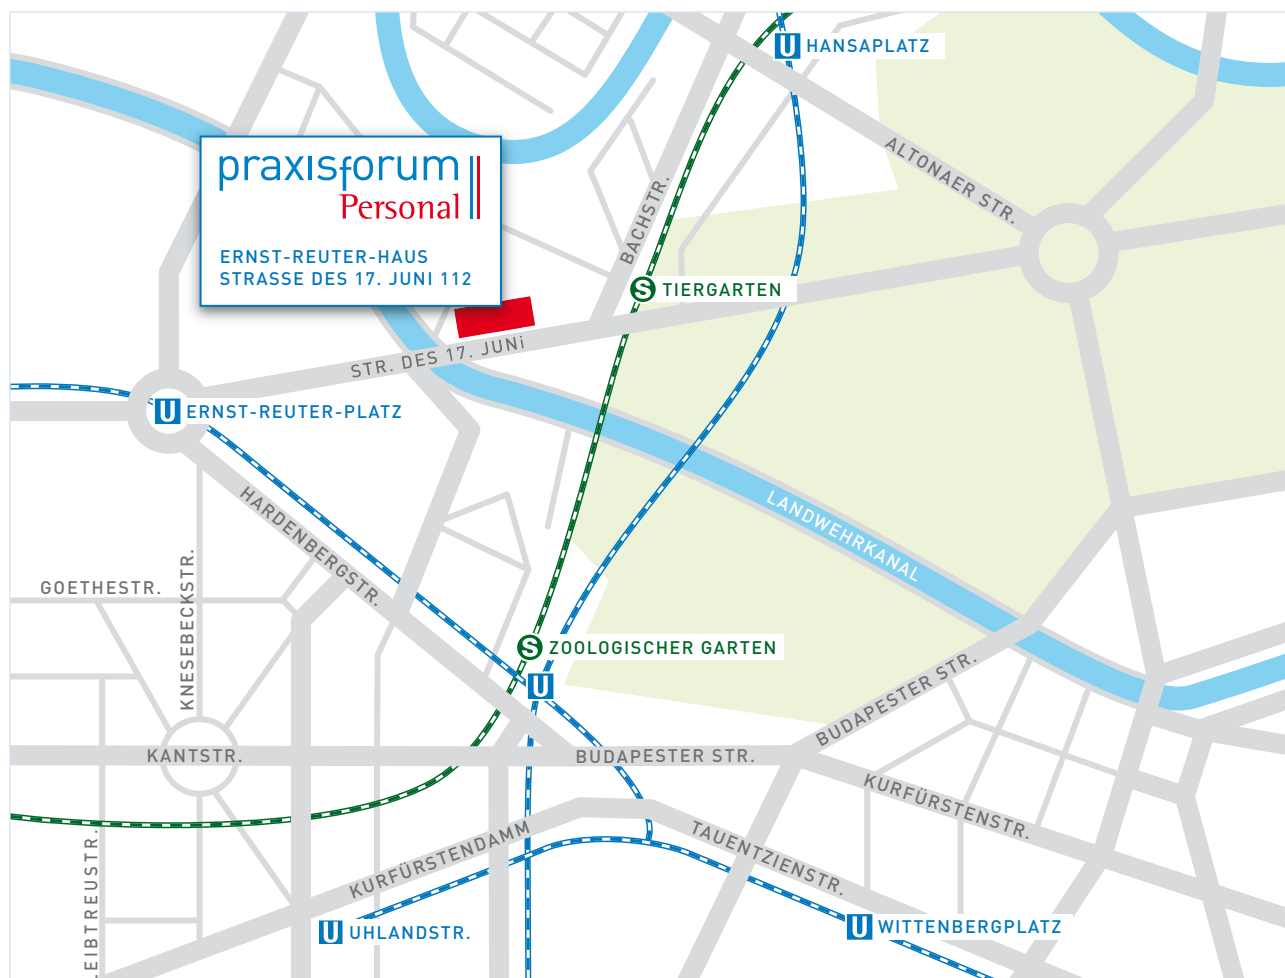 U HANSAPLATZ
praxisforum
Personal
ERNST-REUTER-HAUS
STRASSE DES 17. JUNI 112
ALTONAER STR.
BACHSTR.
S TIERGARTEN
STR. DES 17. JUNi
U ERNST-REUTER-PLATZ
HARDENBERGSTR.
LANDWEHRKANAL
GOETHESTR.
KNESEBECKSTR.
S ZOOLOGISCHER GARTEN
U
BUDAPESTER STR.
KANTSTR.
BUDAPESTER STR.
KURFÜRSTENSTR.
KURFÜRSTENDAMM
TAUENTZIENSTR.
EIBTREUSTR.
U UHLANDSTR.
U WITTENBERGPLATZ